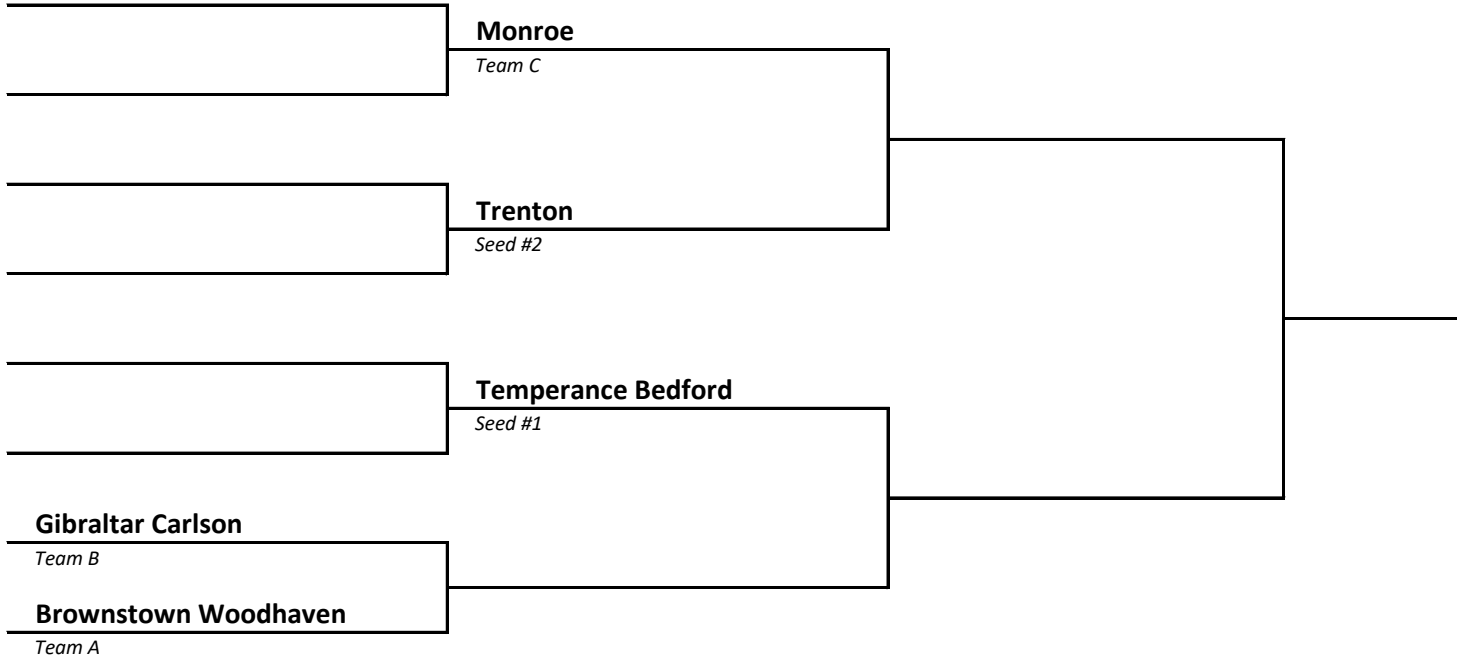 Monroe
Team C
Trenton
Seed #2
Temperance Bedford
Seed #1
Gibraltar Carlson
Team B
Brownstown Woodhaven
Team A